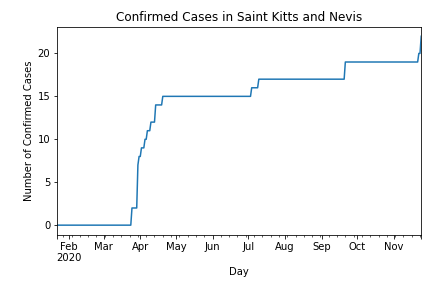 Confirmed Cases in Saint Kitts and Nevis
Number of Confirmed Cases
20
15
10
5
0
Feb Mar Apr May Jun Jul Aug Sep Oct Nov
2020
Day